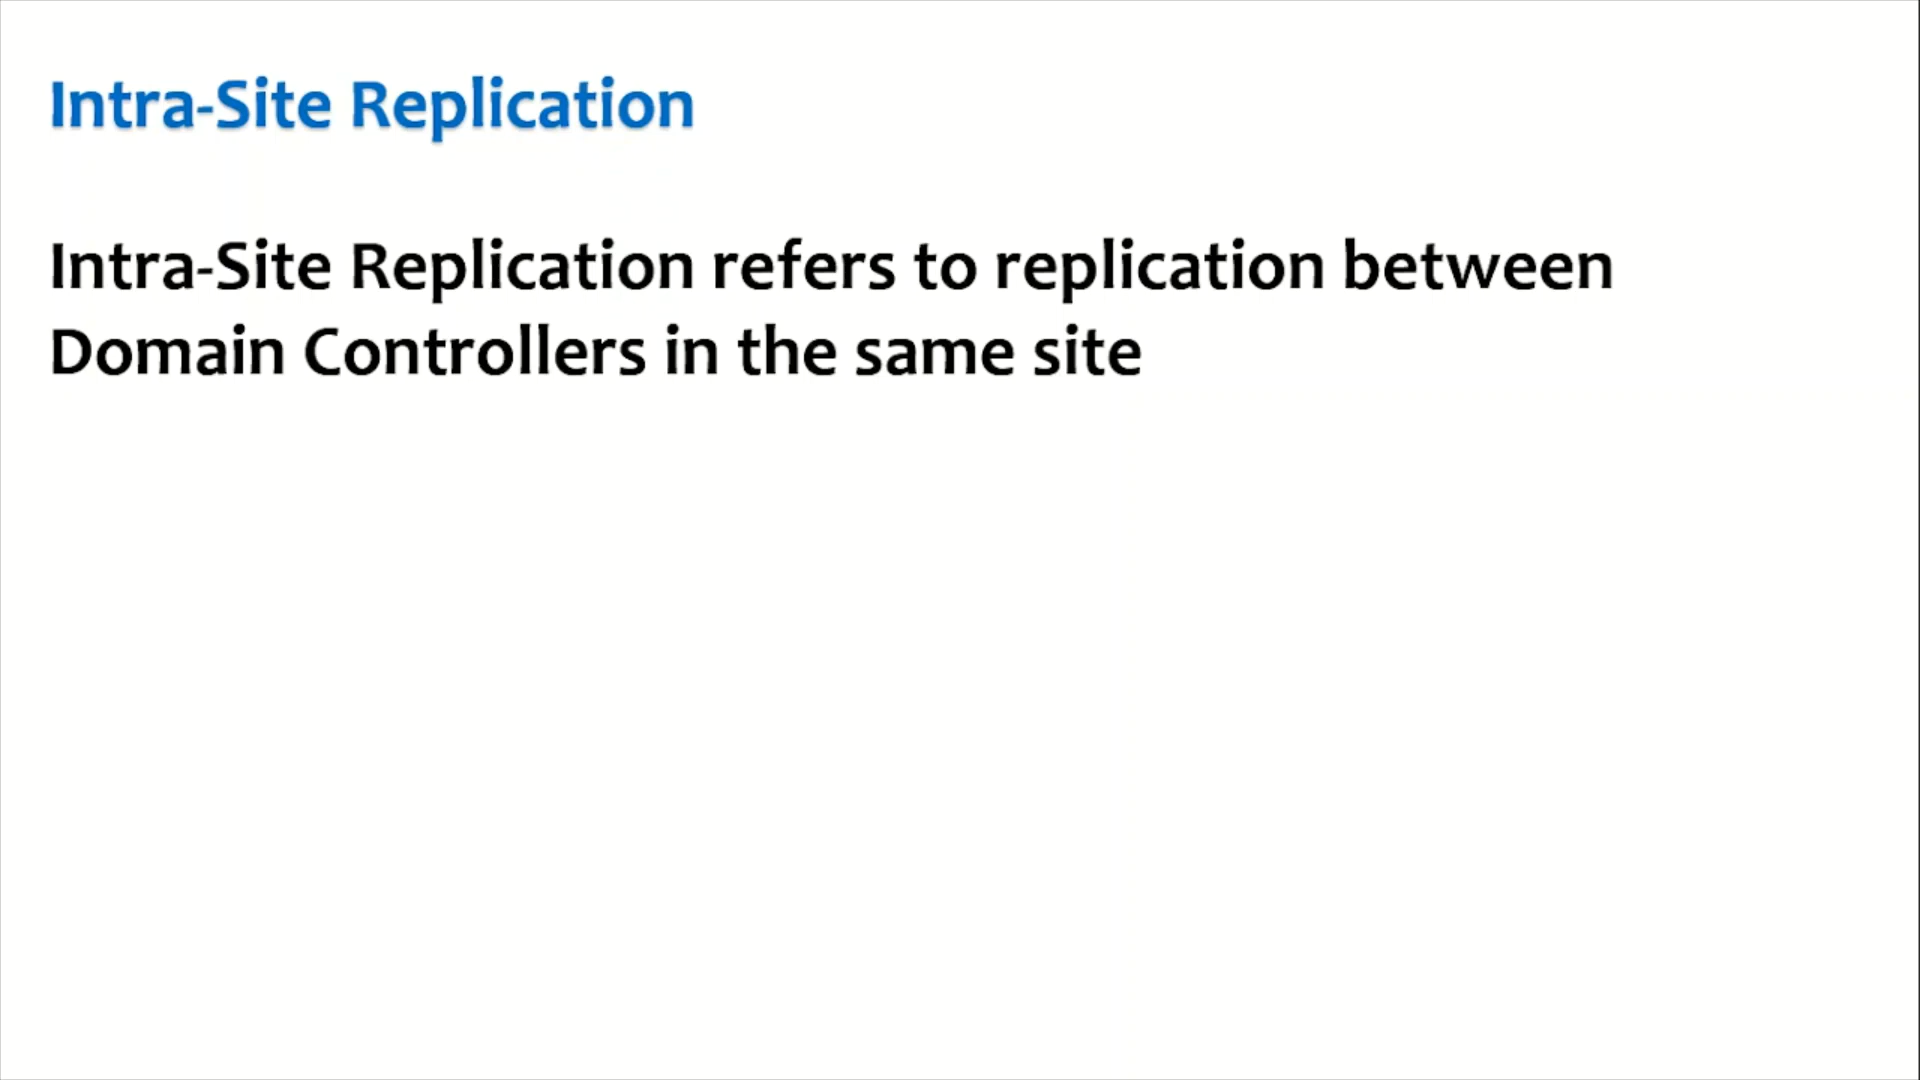 Intra-Site Replication
Intra-Site Replication refers to replication between
Domain Controllers in the same site